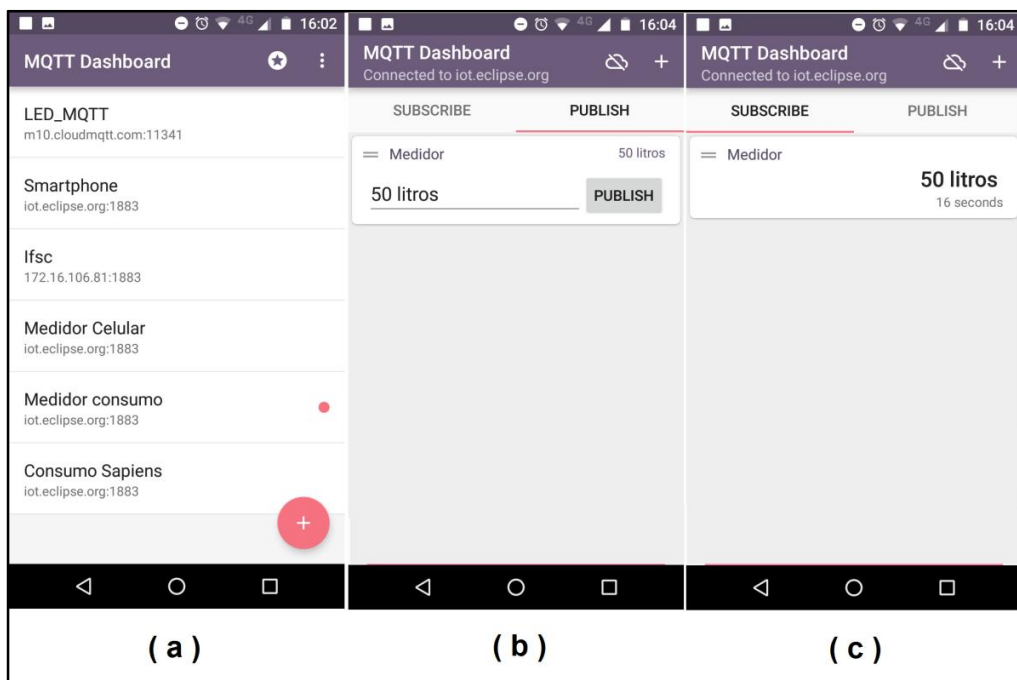 4G 16:02
MQTT Dashboard
LED_MQTT
m10.cloudmqtt.com:11341
Smartphone
iot.eclipse.org:1883
Ifsc
172.16.106.81:1883
Medidor Celular
iot.eclipse.org:1883
Medidor consumo
iot.eclipse.org:1883
Consumo Sapiens
iot.eclipse.org:1883
+
( a )
4G 16:04
MQTT Dashboard
Connected to iot.eclipse.org
+
SUBSCRIBE PUBLISH
Medidor 50 litros
50 litros PUBLISH
( b )
4G 16:04
MQTT Dashboard
Connected to iot.eclipse.org
+
SUBSCRIBE PUBLISH
Medidor
50 litros
16 seconds
( c )